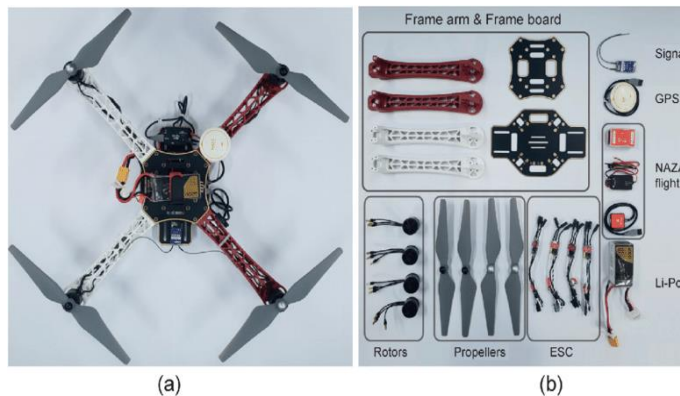 Frame arm & Frame board
Signa
GPS
NAZA
flight
Li-Po
Rotors
Propellers
ESC
(a)
(b)